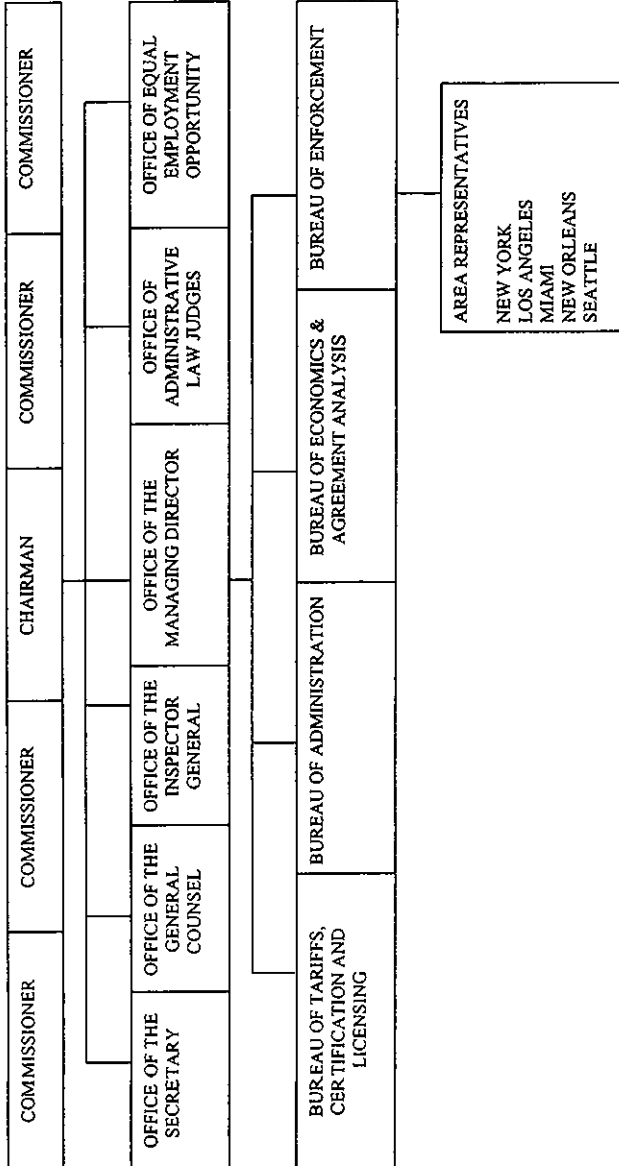 COMMISSIONER
COMMISSIONER
CHAIRMAN
COMMISSIONER
COMMISSIONER
OFFICE OF THE
SECRETARY
OFFICE OF THE
GENERAL
COUNSEL
OFFICE OF THE
INSPECTOR
GENERAL
OFFICE OF THE
MANAGING DIRECTOR
OFFICE OF
ADMINISTRATIVE
LAW JUDGES
OFFICE OF EQUAL
EMPLOYMENT
OPPORTUNITY
BUREAU OF TARIFFS,
CERTIFICATION AND
LICENSING
BUREAU OF ADMINISTRATION
BUREAU OF ECONOMICS &
AGREEMENT ANALYSIS
BUREAU OF ENFORCEMENT
AREA REPRESENTATIVES
NEW YORK
LOS ANGELES
MIAMI
NEW ORLEANS
SEATTLE